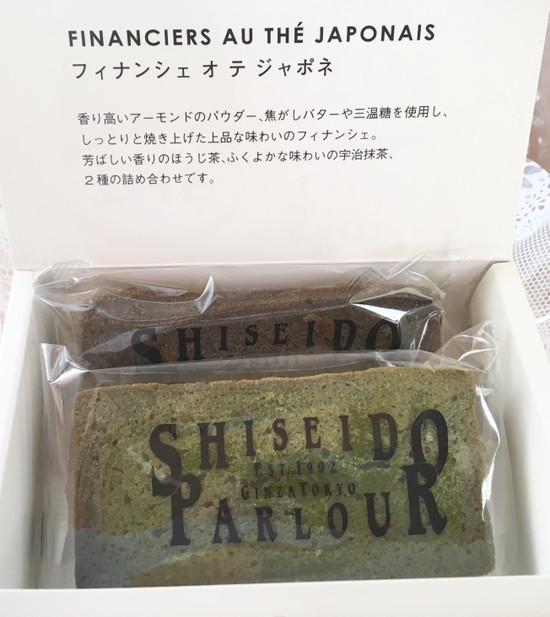 FINANCIERS AU THÉ JAPONAIS
フィナンシェ オ テ ジャポネ
香り高いアーモンドのパウダー、焦がしバターや三温糖を使用し、
しっとりと焼き上げた上品な味わいのフィナンシェ。
芳ばしい香りのほうじ茶、ふくよかな味わいの宇治抹茶、
2種の詰め合わせです。
SHISEIDO
SHISEIDO
EST.1902
GINZATOKYO
PARLOUR